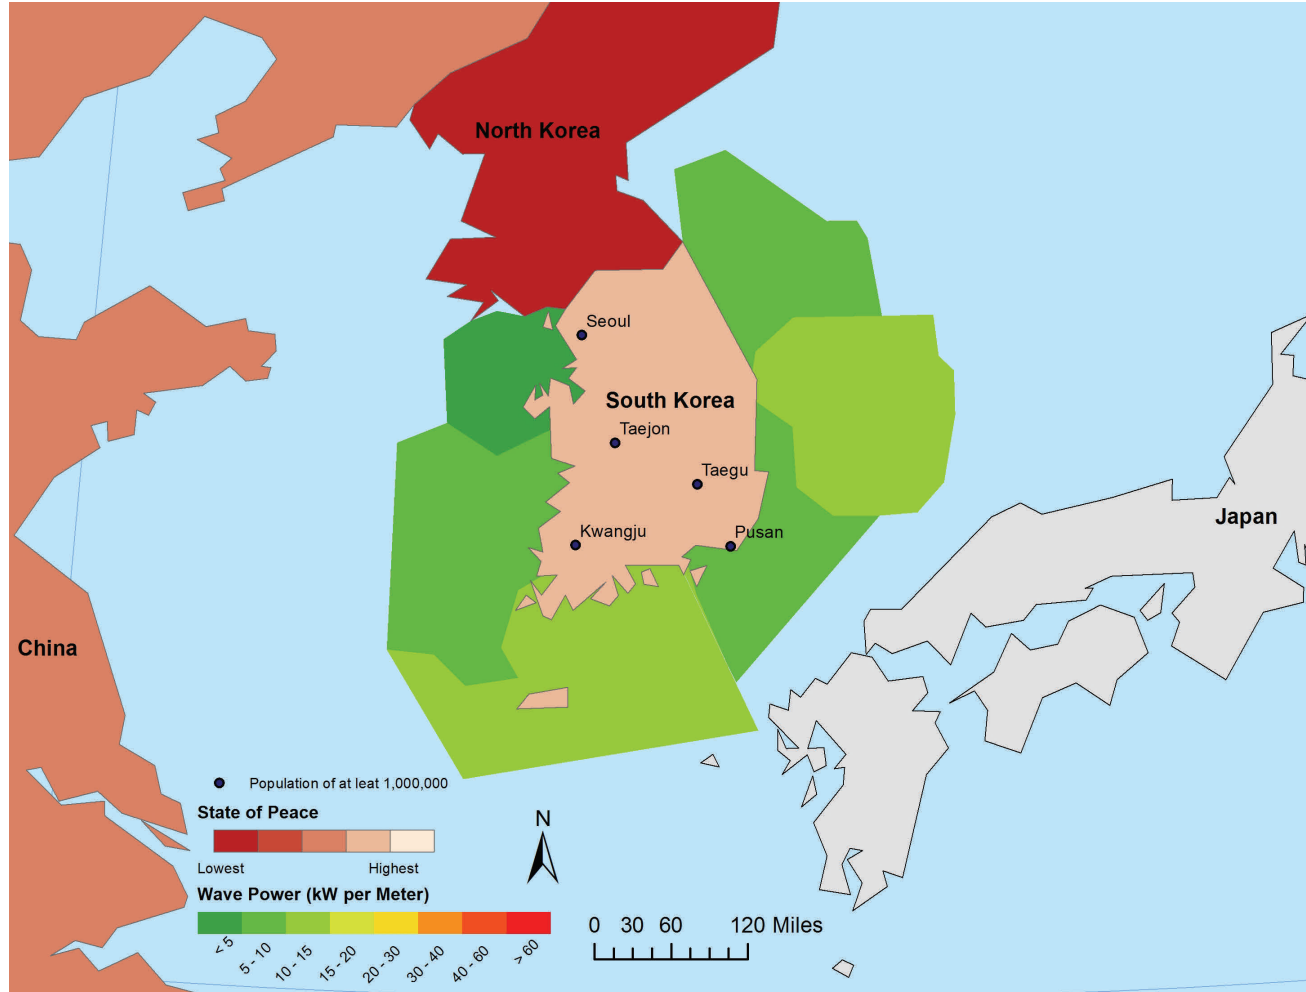 North Korea
Seoul
South Korea
Taejon
Taegu
Kwangju
Pusan
Japan
China
Population of at leat 1,000,000
State of Peace
Lowest
Highest
Wave Power (kW per Meter)
< 5
5 - 10
10 - 15
15 - 20
20 - 30
30 - 40
40 - 60
> 60
N
0 30 60 120 Miles